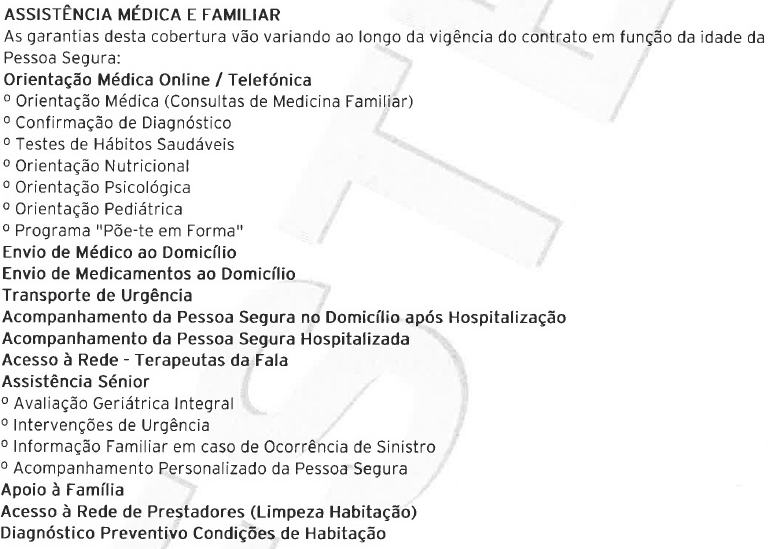 ASSISTÊNCIA MÉDICA E FAMILIAR
As garantias desta cobertura vão variando ao longo da vigência do contrato em função da idade da
Pessoa Segura:
Orientação Médica Online / Telefónica
º Orientação Médica (Consultas de Medicina Familiar)
º Confirmação de Diagnóstico
º Testes de Hábitos Saudáveis
º Orientação Nutricional
º Orientação Psicológica
º Orientação Pediátrica
º Programa "Põe-te em Forma"
Envio de Médico ao Domicílio
Envio de Medicamentos ao Domicílio
Transporte de Urgência
Acompanhamento da Pessoa Segura no Domicílio após Hospitalização
Acompanhamento da Pessoa Segura Hospitalizada
Acesso à Rede - Terapeutas da Fala
Assistência Sénior
º Avaliação Geriátrica Integral
º Intervenções de Urgência
º Informação Familiar em caso de Ocorrência de Sinistro
º Acompanhamento Personalizado da Pessoa Segura
Apoio à Família
Acesso à Rede de Prestadores (Limpeza Habitação)
Diagnóstico Preventivo Condições de Habitação